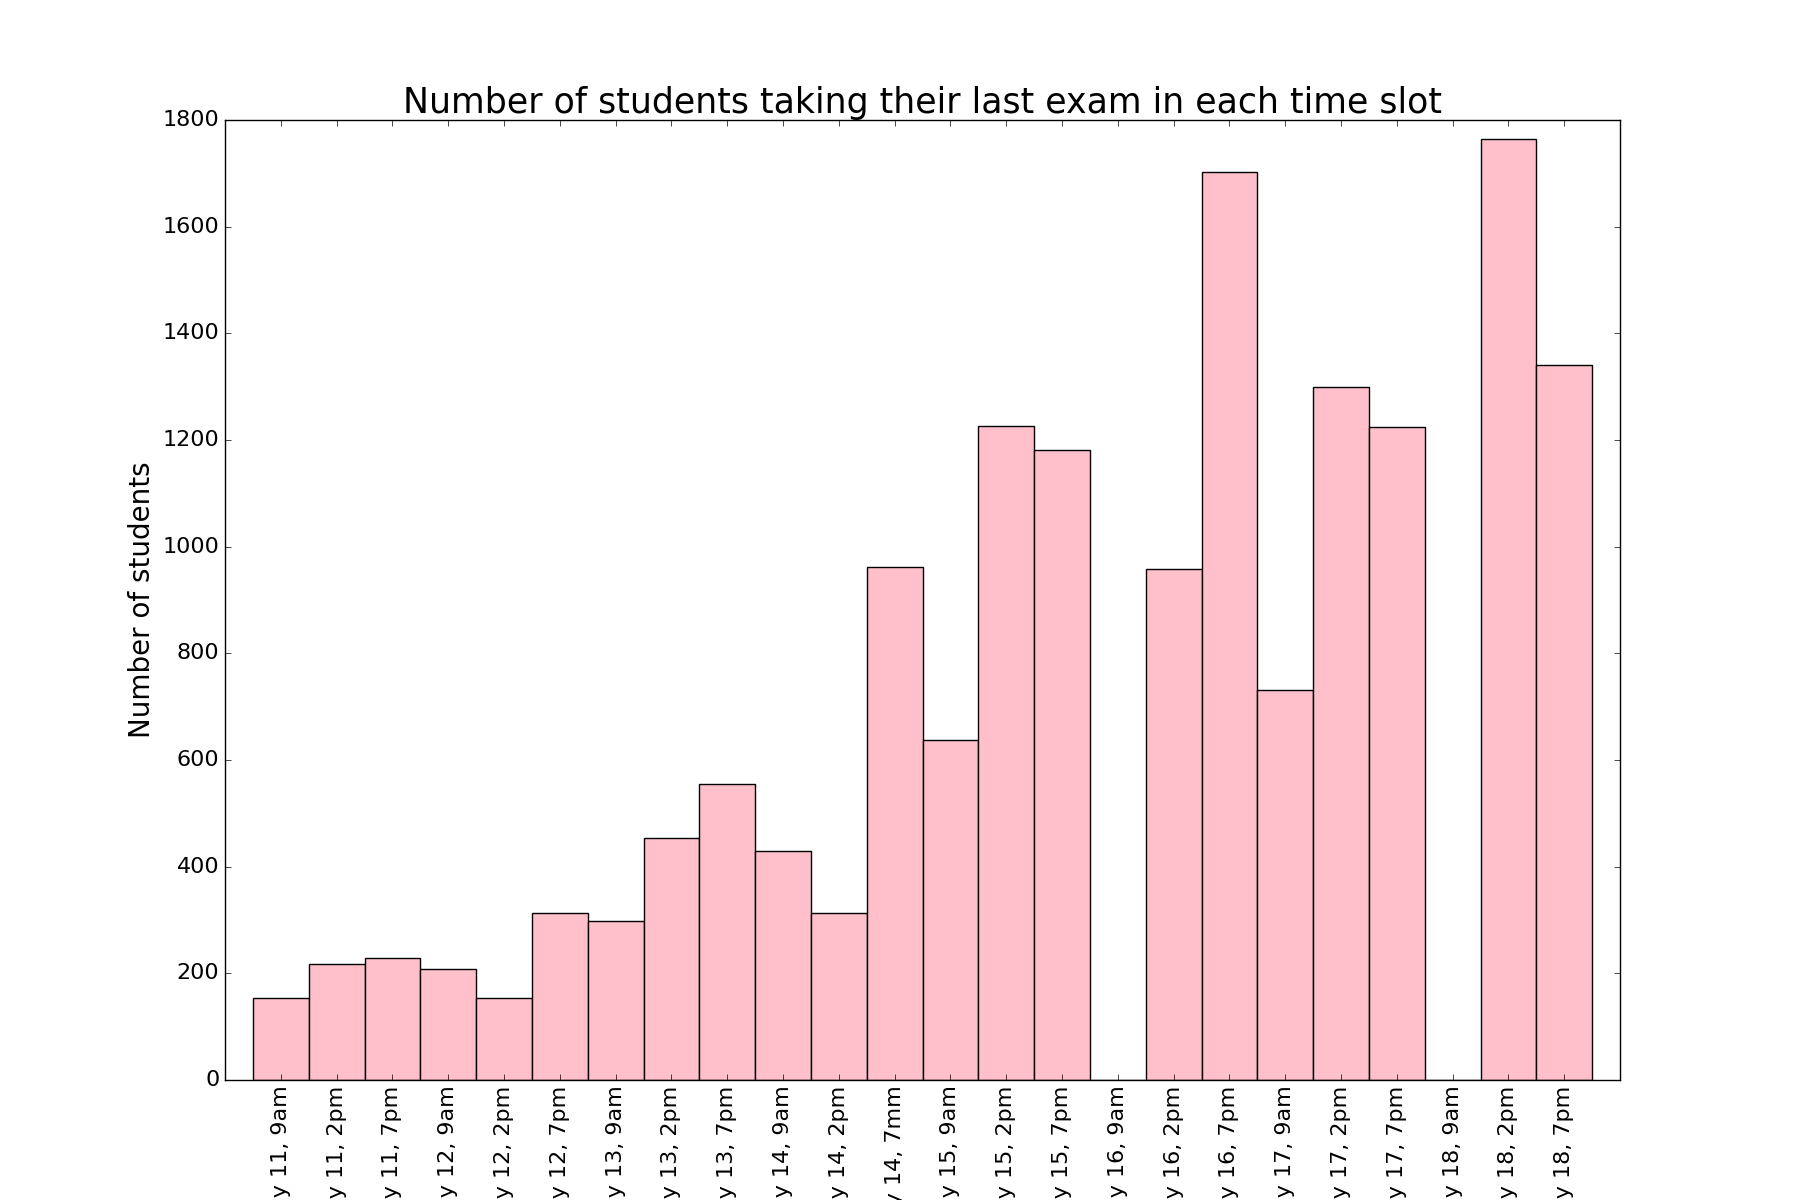 Number of students taking their last exam in each time slot
Number of students
1800
1600
1400
1200
1000
800
600
400
200
0
y 11, 9am
y 11, 2pm
y 11, 7pm
y 12, 9am
y 12, 2pm
y 12, 7pm
y 13, 9am
y 13, 2pm
y 13, 7pm
y 14, 9am
y 14, 2pm
y 14, 7mm
y 15, 9am
y 15, 2pm
y 15, 7pm
y 16, 9am
y 16, 2pm
y 16, 7pm
y 17, 9am
y 17, 2pm
y 17, 7pm
y 18, 9am
y 18, 2pm
y 18, 7pm